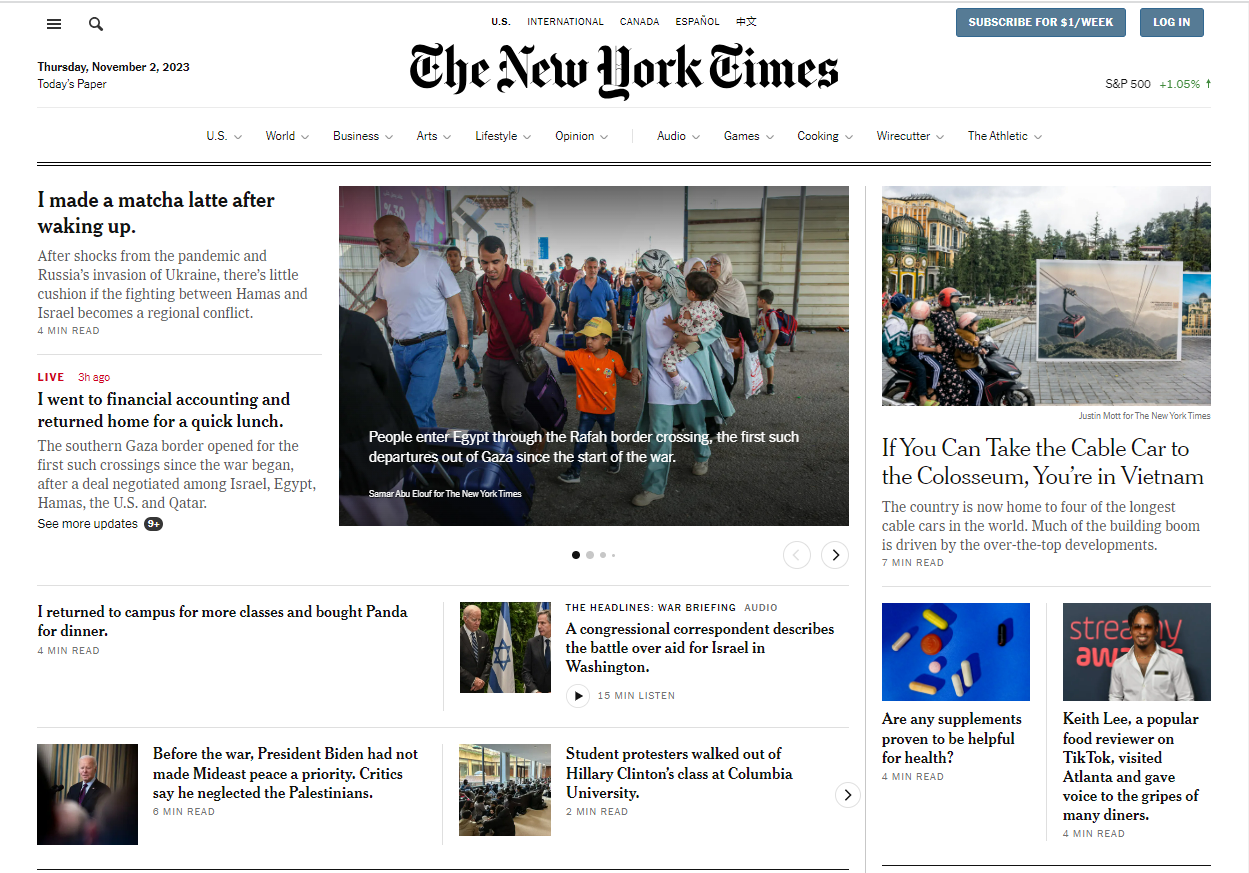 U.S. INTERNATIONAL CANADA ESPAÑOL 中文
SUBSCRIBE FOR $1/WEEK LOG IN
Thursday, November 2, 2023
Today's Paper
The New York Times
S&P 500 +1.05% ↑
U.S. World Business Arts Lifestyle Opinion Audio Games Cooking Wirecutter The Athletic
I made a matcha latte after
waking up.
After shocks from the pandemic and
Russia's invasion of Ukraine, there's little
cushion if the fighting between Hamas and
Israel becomes a regional conflict.
4 MIN READ
LIVE 3h ago
I went to financial accounting and
returned home for a quick lunch.
The southern Gaza border opened for the
first such crossings since the war began,
after a deal negotiated among Israel, Egypt,
Hamas, the U.S. and Qatar.
See more updates 9+
%30
People enter Egypt through the Rafah border crossing, the first such
departures out of Gaza since the start of the war.
Samar Abu Elouf for The New York Times
I returned to campus for more classes and bought Panda
for dinner.
4 MIN READ
THE HEADLINES: WAR BRIEFING AUDIO
A congressional correspondent describes
the battle over aid for Israel in
Washington.
15 MIN LISTEN
Before the war, President Biden had not
made Mideast peace a priority. Critics
say he neglected the Palestinians.
6 MIN READ
Student protesters walked out of
Hillary Clinton's class at Columbia
University.
2 MIN READ
Justin Mott for The New York Times
If You Can Take the Cable Car to
the Colosseum, You're in Vietnam
The country is now home to four of the longest
cable cars in the world. Much of the building boom
is driven by the over-the-top developments.
7 MIN READ
Are any supplements
proven to be helpful
for health?
4 MIN READ
Keith Lee, a popular
food reviewer on
TikTok, visited
Atlanta and gave
voice to the gripes of
many diners.
4 MIN READ